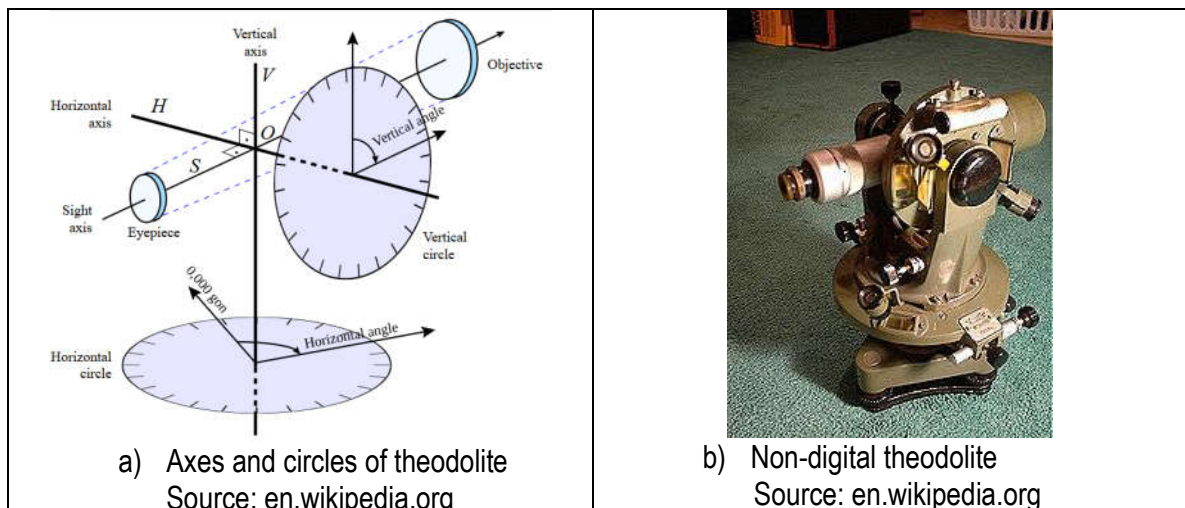 Vertical
axis
V
Objective
Horizontal
axis
H
O
Vertical angle
S
Sight
axis
Eyepiece
Vertical
circle
0,000 gon
Horizontal angle
Horizontal
circle
a) Axes and circles of theodolite
Source: en.wikipedia.org
b) Non-digital theodolite
Source: en.wikipedia.org